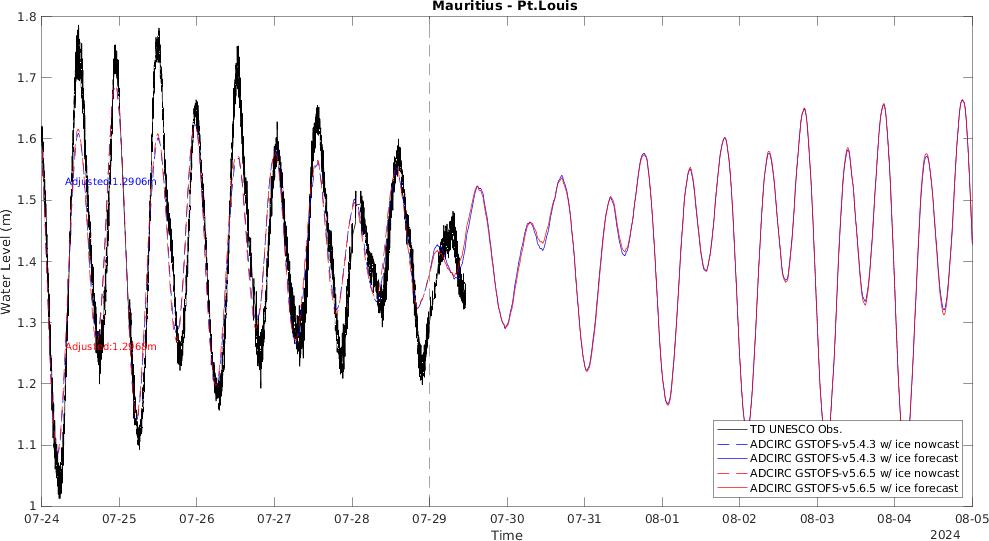 Mauritius - Pt.Louis
1.8
1.7
1.6
1.5
1.4
1.3
1.2
1.1
1
Water Level (m)
Adjusted:1.2906m
Adjusted:1.2968m
TD UNESCO Obs.
ADCIRC GSTOFS-v5.4.3 w/ ice nowcast
ADCIRC GSTOFS-v5.4.3 w/ ice forecast
ADCIRC GSTOFS-v5.6.5 w/ ice nowcast
ADCIRC GSTOFS-v5.6.5 w/ ice forecast
07-24 07-25 07-26 07-27 07-28 07-29 07-30 07-31 08-01 08-02 08-03 08-04 08-05
Time
2024